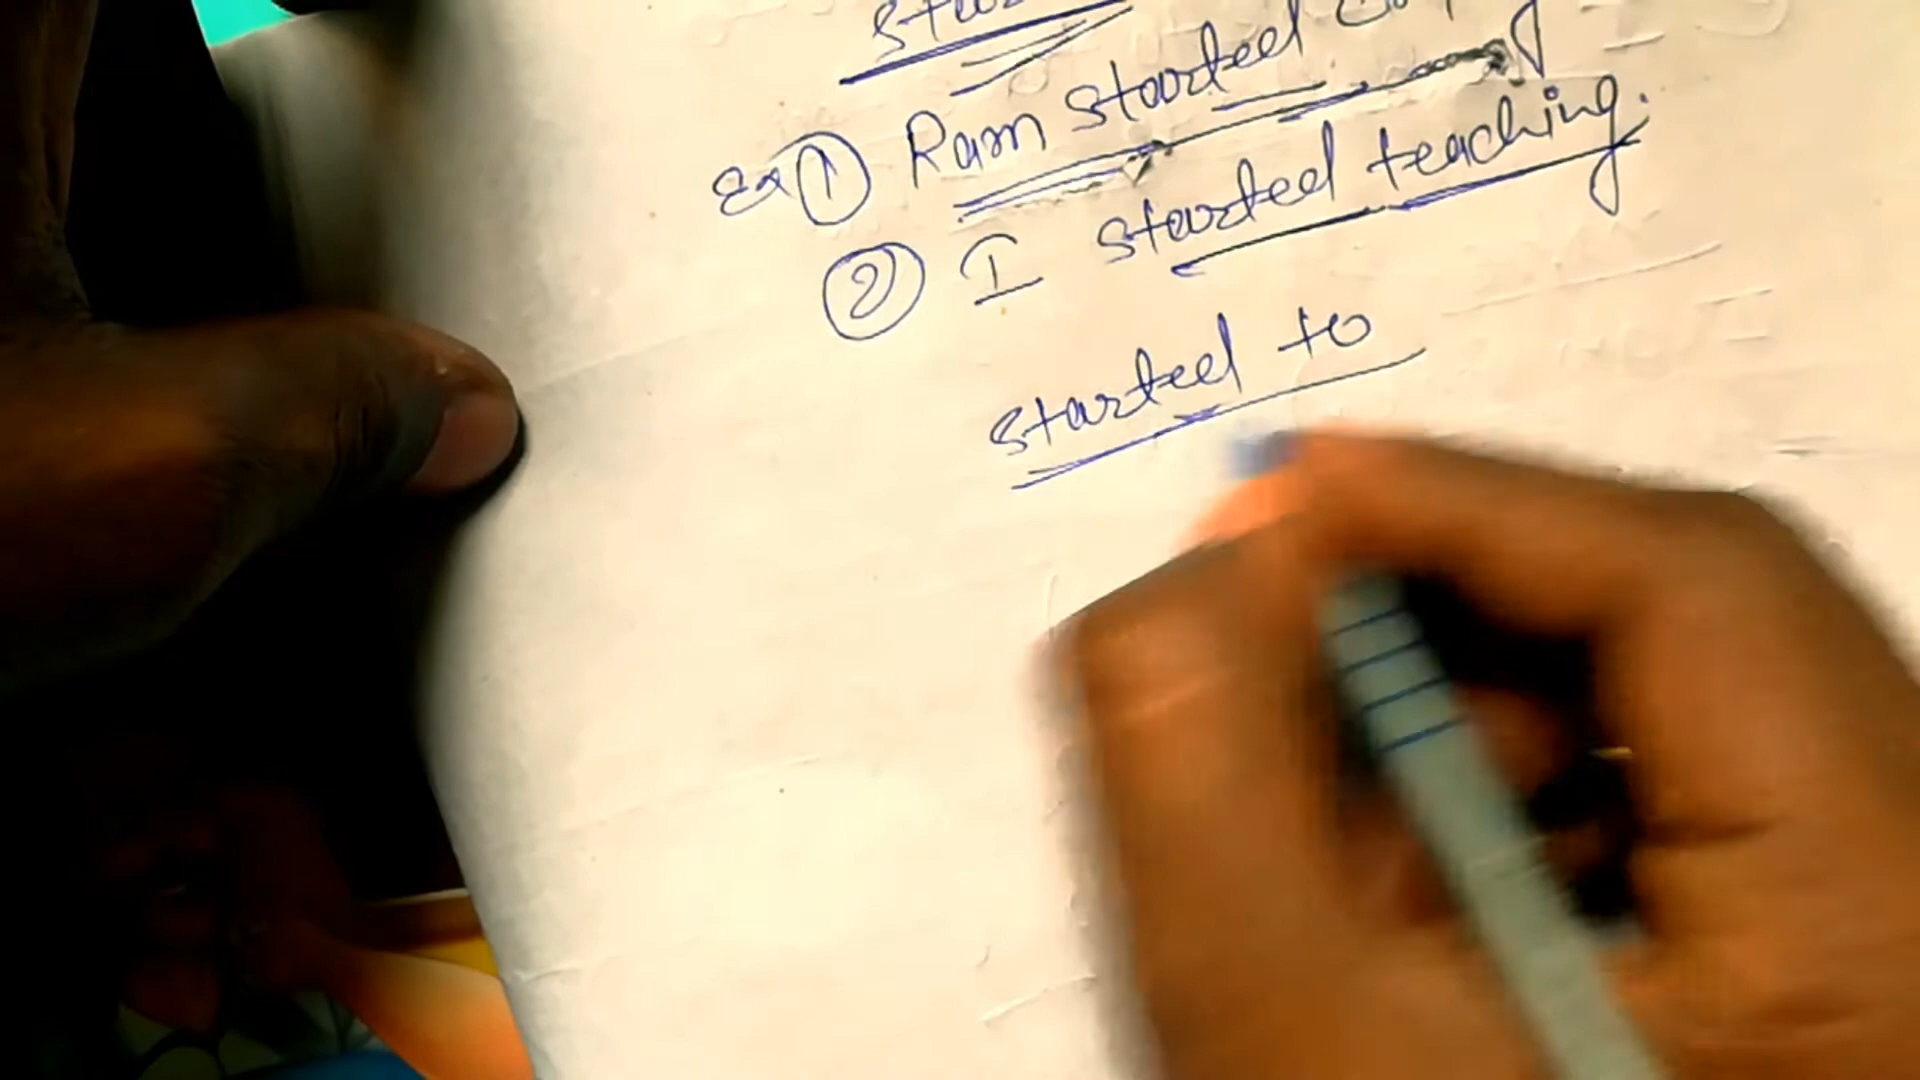 Ex ① Ram started
② I started teaching.
started to